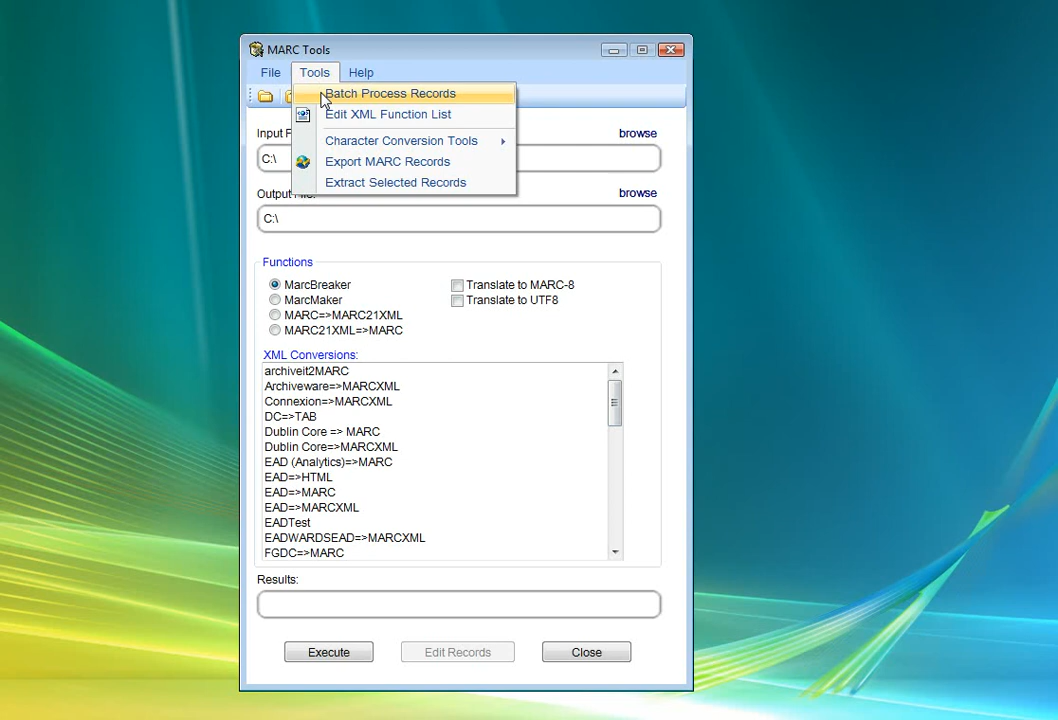 MARC Tools
File Tools Help
Batch Process Records
Edit XML Function List
Character Conversion Tools
Export MARC Records
Extract Selected Records
Input F browse
C:\
Output File: browse
C:\
Functions
MarcBreaker
MarcMaker
MARC=>MARC21XML
MARC21XML=>MARC
Translate to MARC-8
Translate to UTF8
XML Conversions:
archiveit2MARC
Archiveware=>MARCXML
Connexion=>MARCXML
DC=>TAB
Dublin Core => MARC
Dublin Core=>MARCXML
EAD (Analytics)=>MARC
EAD=>HTML
EAD=>MARC
EAD=>MARCXML
EADTest
EADWARDSEAD=>MARCXML
FGDC=>MARC
Results:
Execute Edit Records Close